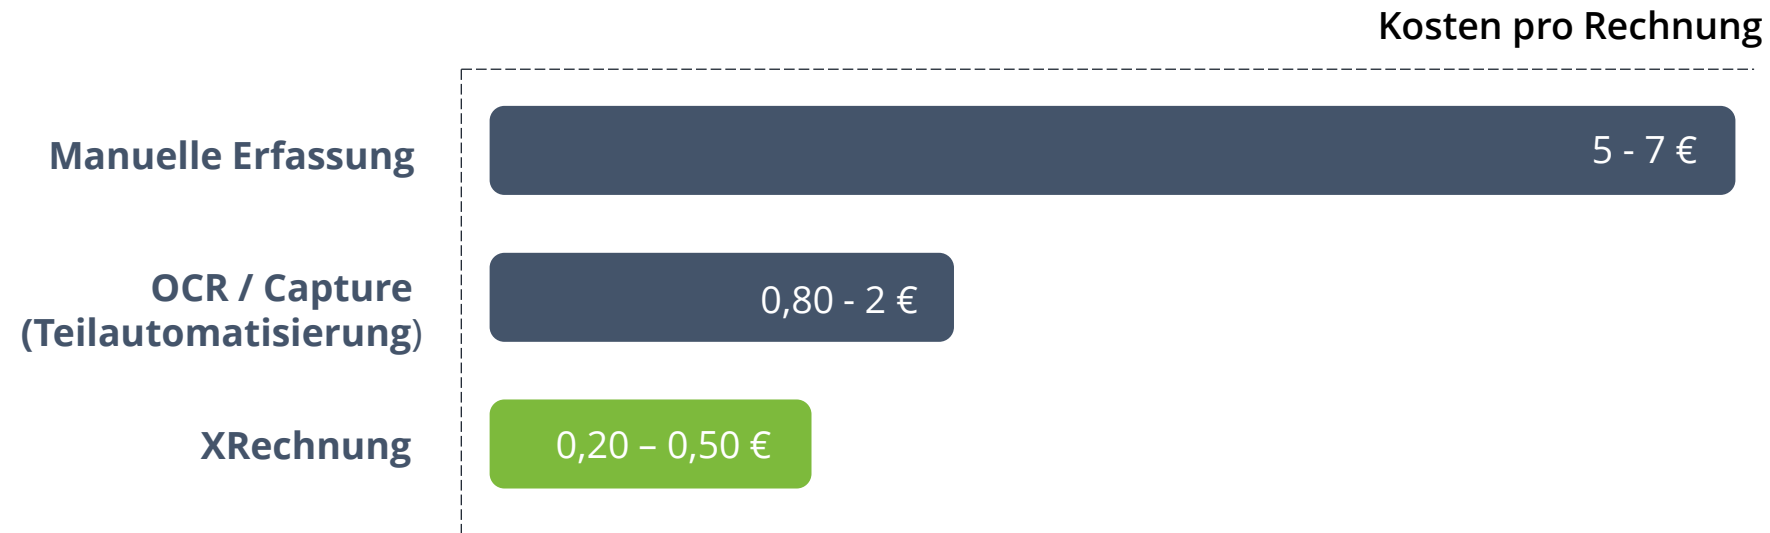 Kosten pro Rechnung
Manuelle Erfassung
5 - 7 €
OCR / Capture
(Teilautomatisierung)
0,80 - 2 €
XRechnung
0,20 – 0,50 €